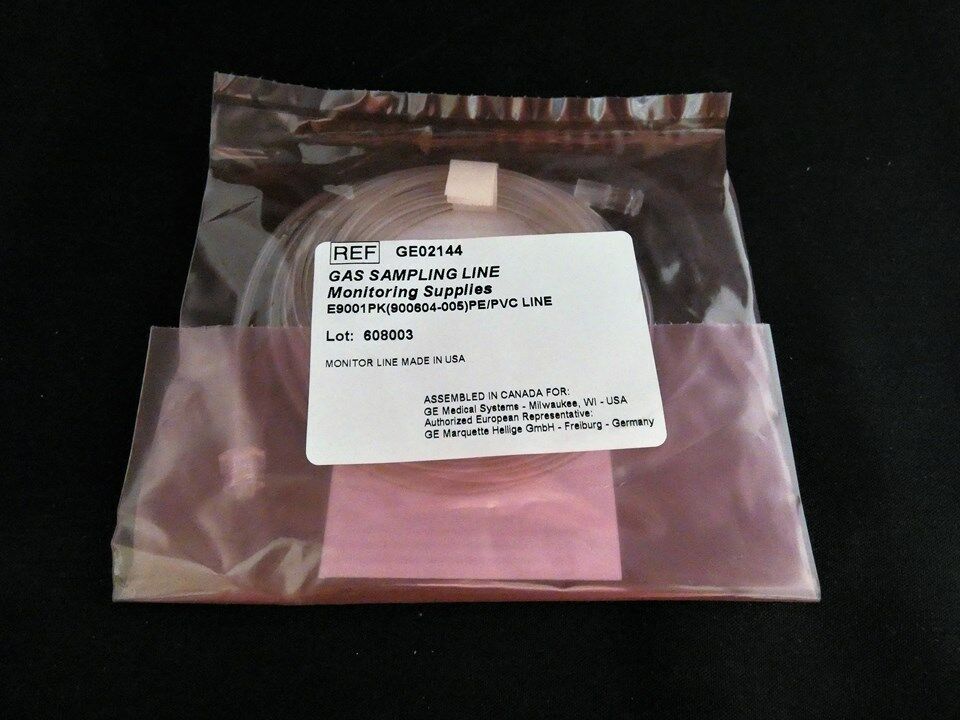 REF GE02144
GAS SAMPLING LINE
Monitoring Supplies
E9001PK(900604-005)PE/PVC LINE
Lot: 608003
MONITOR LINE MADE IN USA
ASSEMBLED IN CANADA FOR:
GE Medical Systems - Milwaukee, WI - USA
Authorized European Representative:
GE Marquette Hellige GmbH - Freiburg - Germany